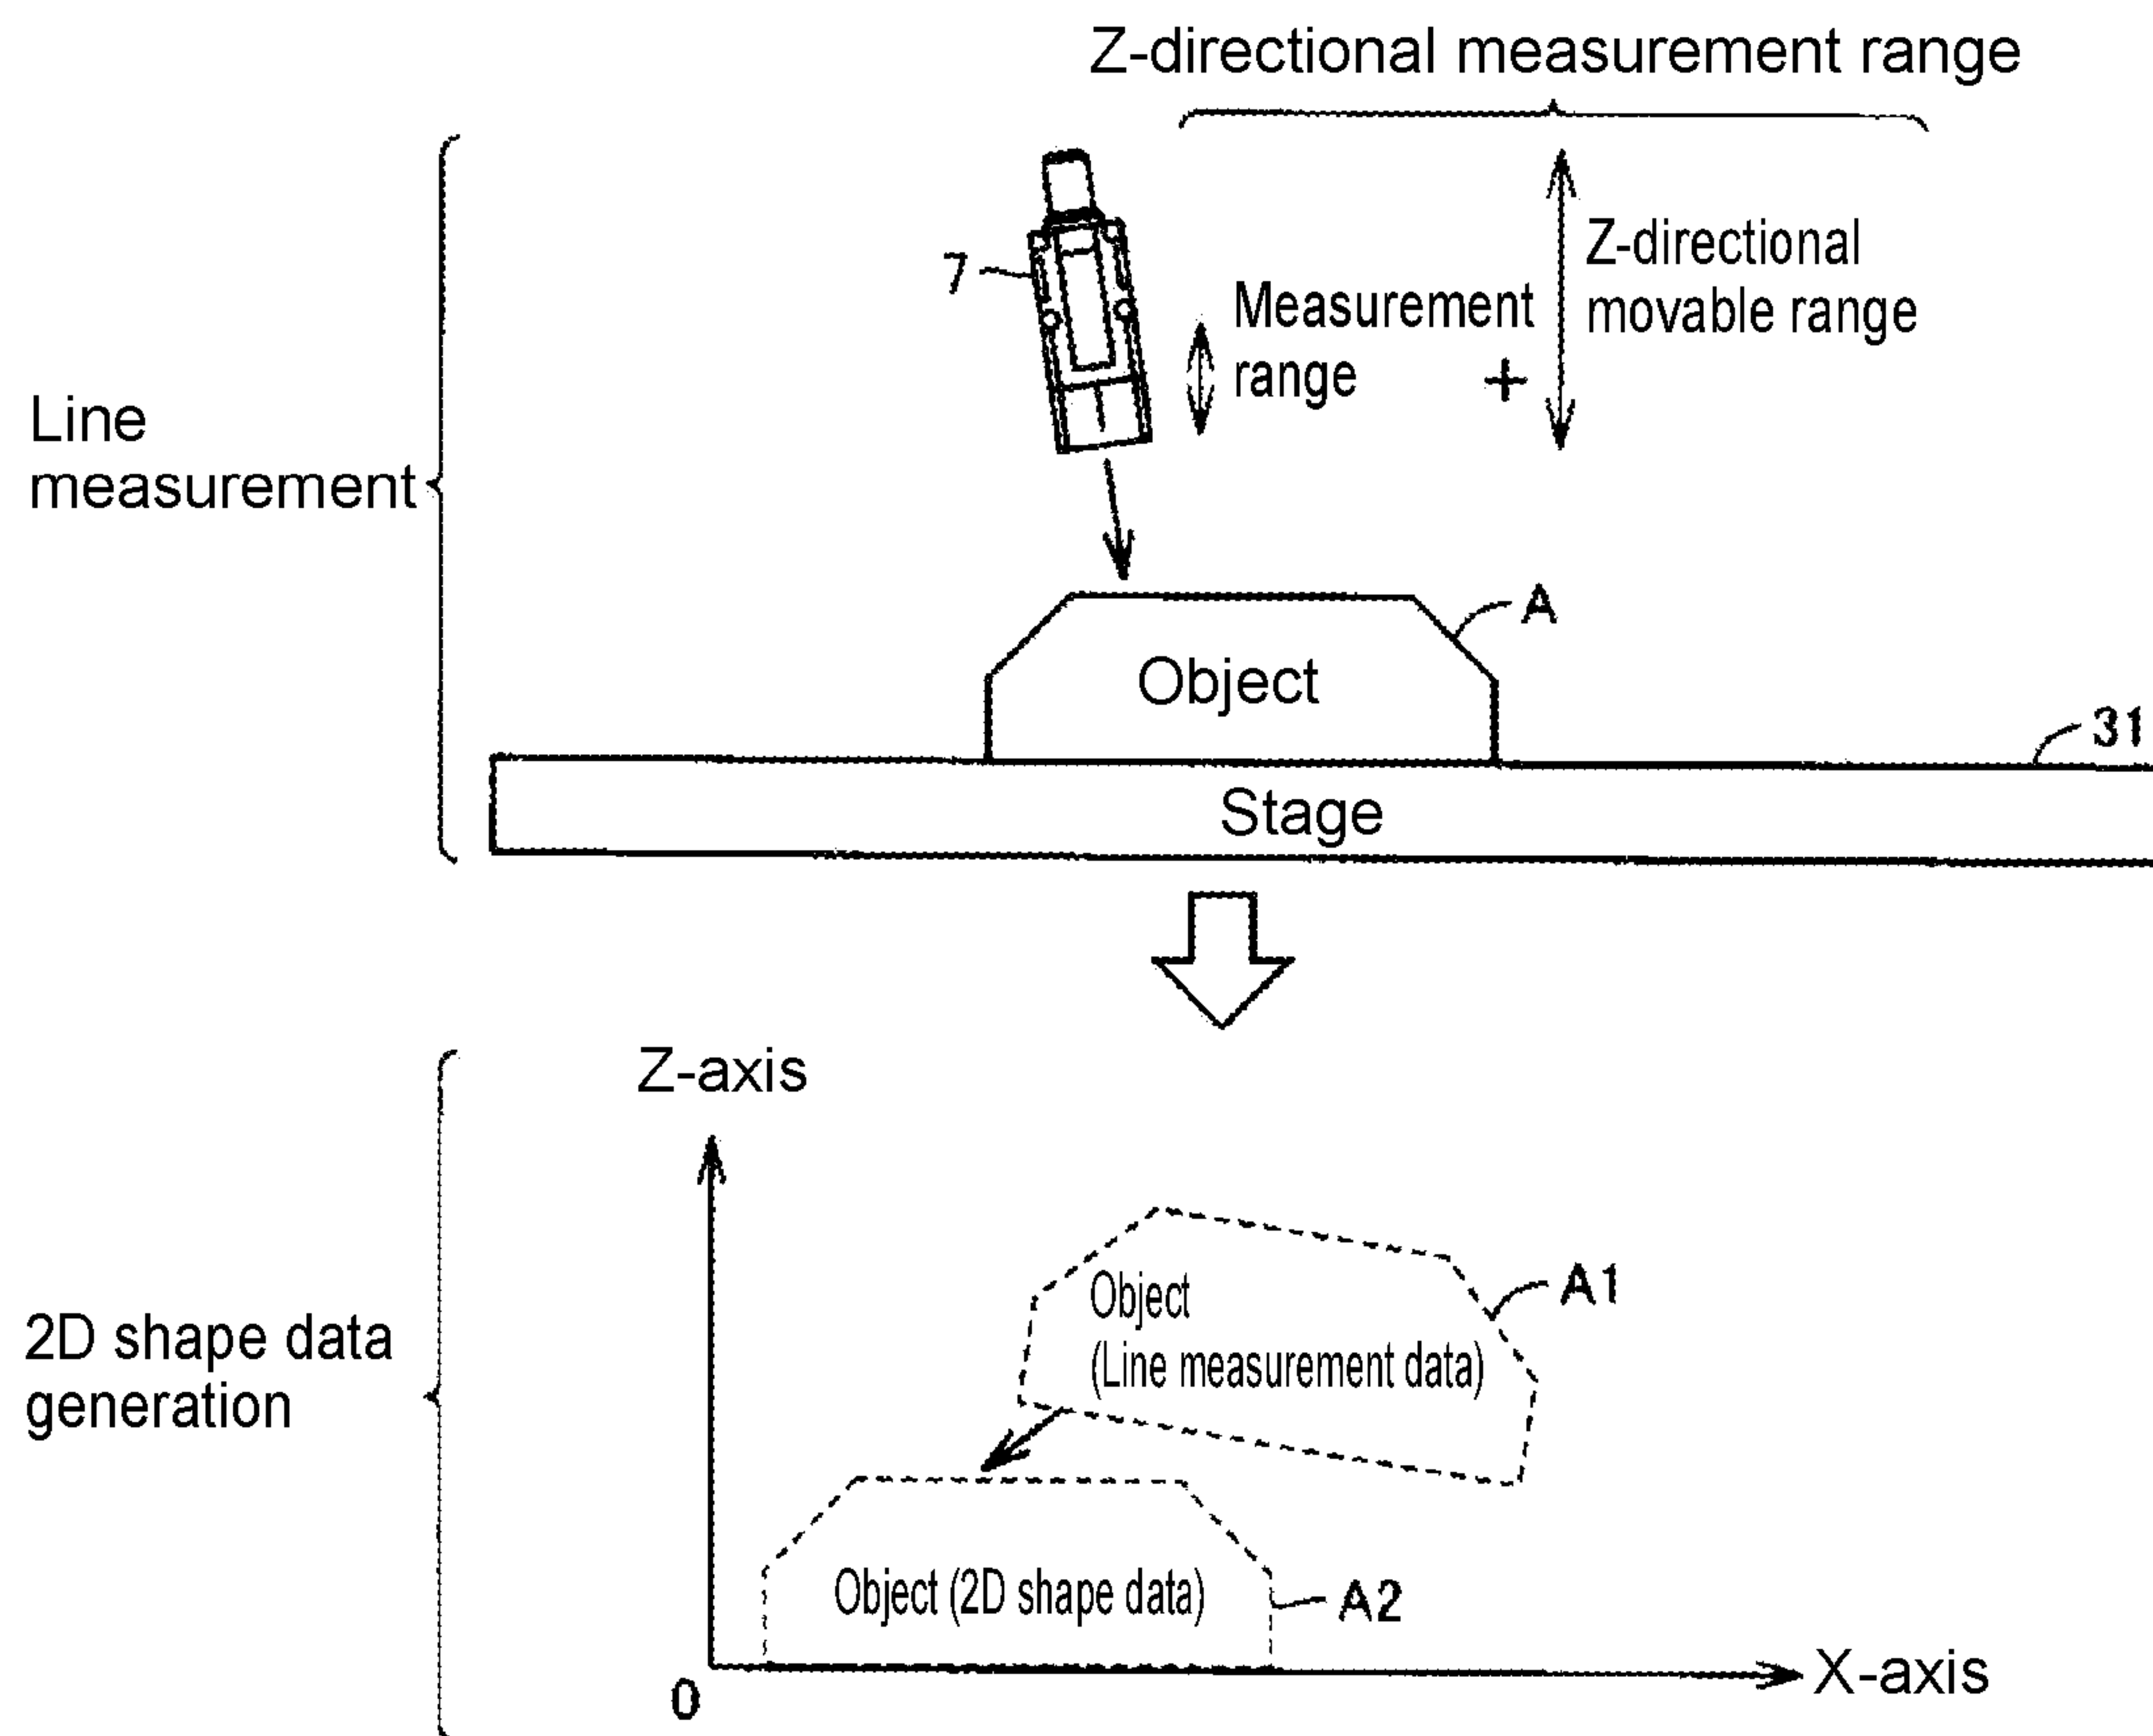 Z-directional measurement range
7
Z-directional
movable range
Measurement
range
+
Line
measurement
A
Object
31
Stage
Z-axis
A1
Object
(Line measurement data)
2D shape data
generation
Object (2D shape data)
A2
X-axis
0